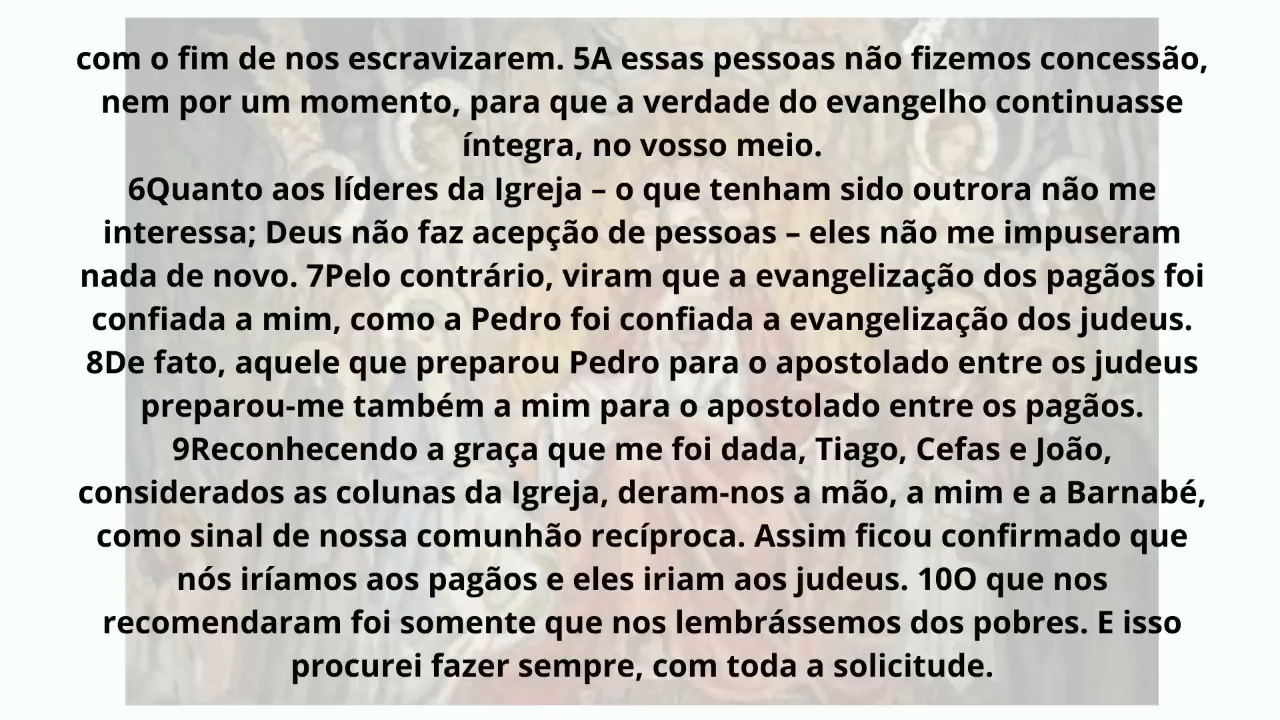 com o fim de nos escravizarem. 5A essas pessoas não fizemos concessão,
nem por um momento, para que a verdade do evangelho continuasse
íntegra, no vosso meio.
6Quanto aos líderes da Igreja – o que tenham sido outrora não me
interessa; Deus não faz acepção de pessoas – eles não me impuseram
nada de novo. 7Pelo contrário, viram que a evangelização dos pagãos foi
confiada a mim, como a Pedro foi confiada a evangelização dos judeus.
8De fato, aquele que preparou Pedro para o apostolado entre os judeus
preparou-me também a mim para o apostolado entre os pagãos.
9Reconhecendo a graça que me foi dada, Tiago, Cefas e João,
considerados as colunas da Igreja, deram-nos a mão, a mim e a Barnabé,
como sinal de nossa comunhão recíproca. Assim ficou confirmado que
nós iríamos aos pagãos e eles iriam aos judeus. 10O que nos
recomendaram foi somente que nos lembrássemos dos pobres. E isso
procurei fazer sempre, com toda a solicitude.